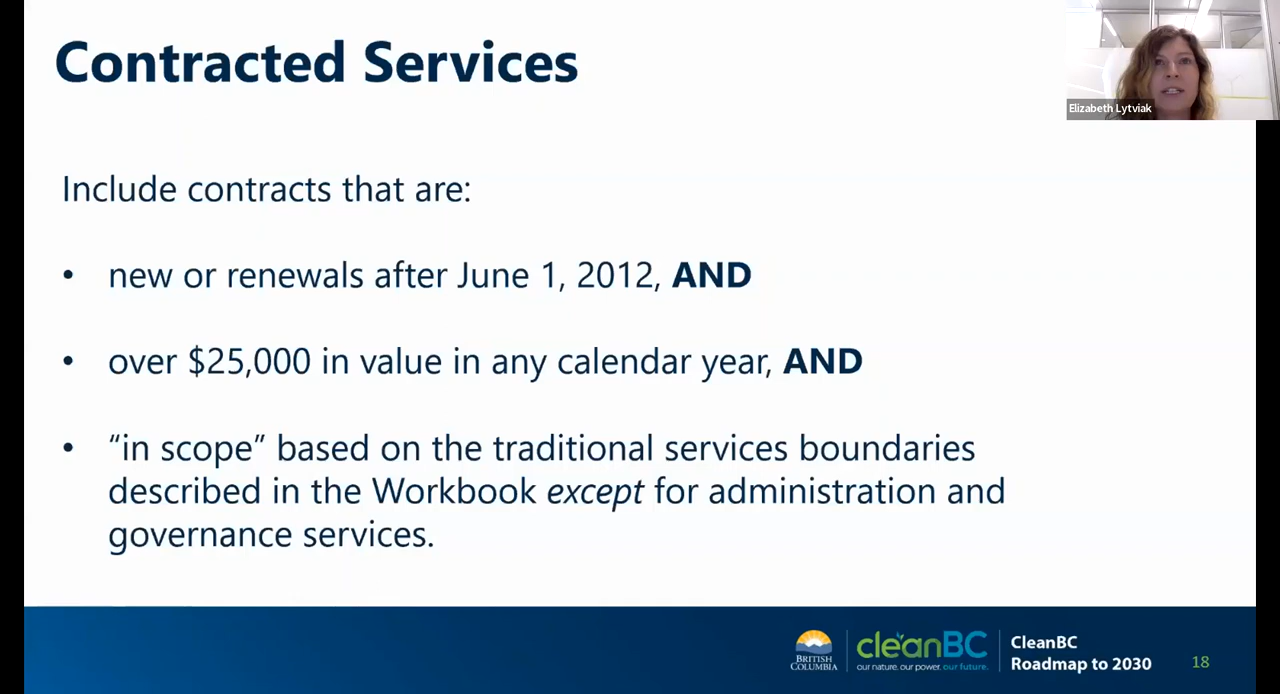 Contracted Services
Elizabeth Lytviak
Include contracts that are:
• new or renewals after June 1, 2012, AND
• over $25,000 in value in any calendar year, AND
• “in scope” based on the traditional services boundaries
described in the Workbook except for administration and
governance services.
BRITISH
COLUMBIA
cleanBC
our nature. our power. our future.
CleanBC
Roadmap to 2030
18